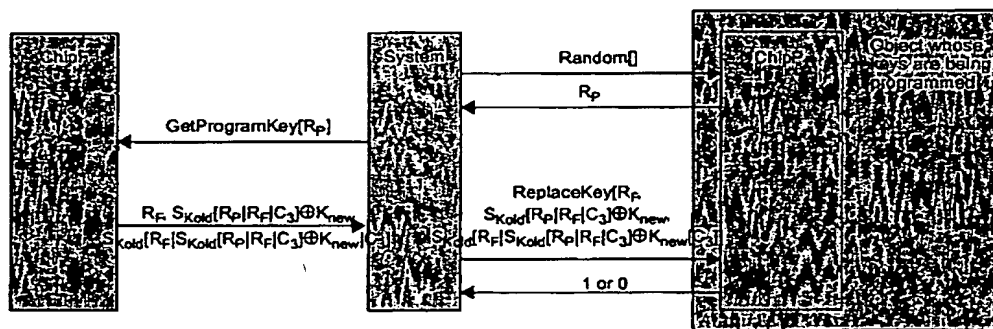 ChipF
System
ChipP
Object whose
keys are being
programmed
Random[]
RP
GetProgramKey[RP]
RF, SKold[RP|RF|C3]⊕Knew,
SKold[RF|SKold[RP|RF|C3]⊕Knew|C3]
ReplaceKey[RF,
SKold[RP|RF|C3]⊕Knew,
SKold[RF|SKold[RP|RF|C3]⊕Knew|C3]]
1 or 0